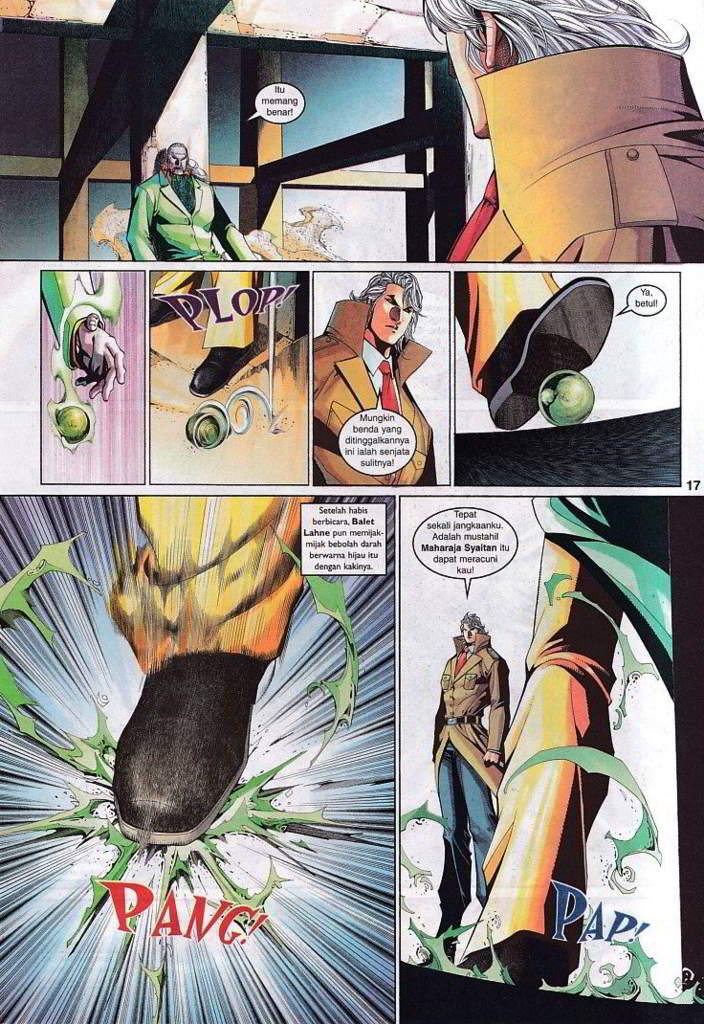 Itu
memang
benar!
PLOP!
Mungkin
benda yang
ditinggalkannya
ini ialah senjata
sulitnya!
Ya,
betul!
17
Setelah habis
berbicara, Balet
Lahne pun memijak-
mijak bebolah darah
berwarna hijau itu
dengan kakinya.
PANG!
Tepat
sekali jangkaanku.
Adalah mustahil
Maharaja Syaitan itu
dapat meracuni
kau!
PAP!